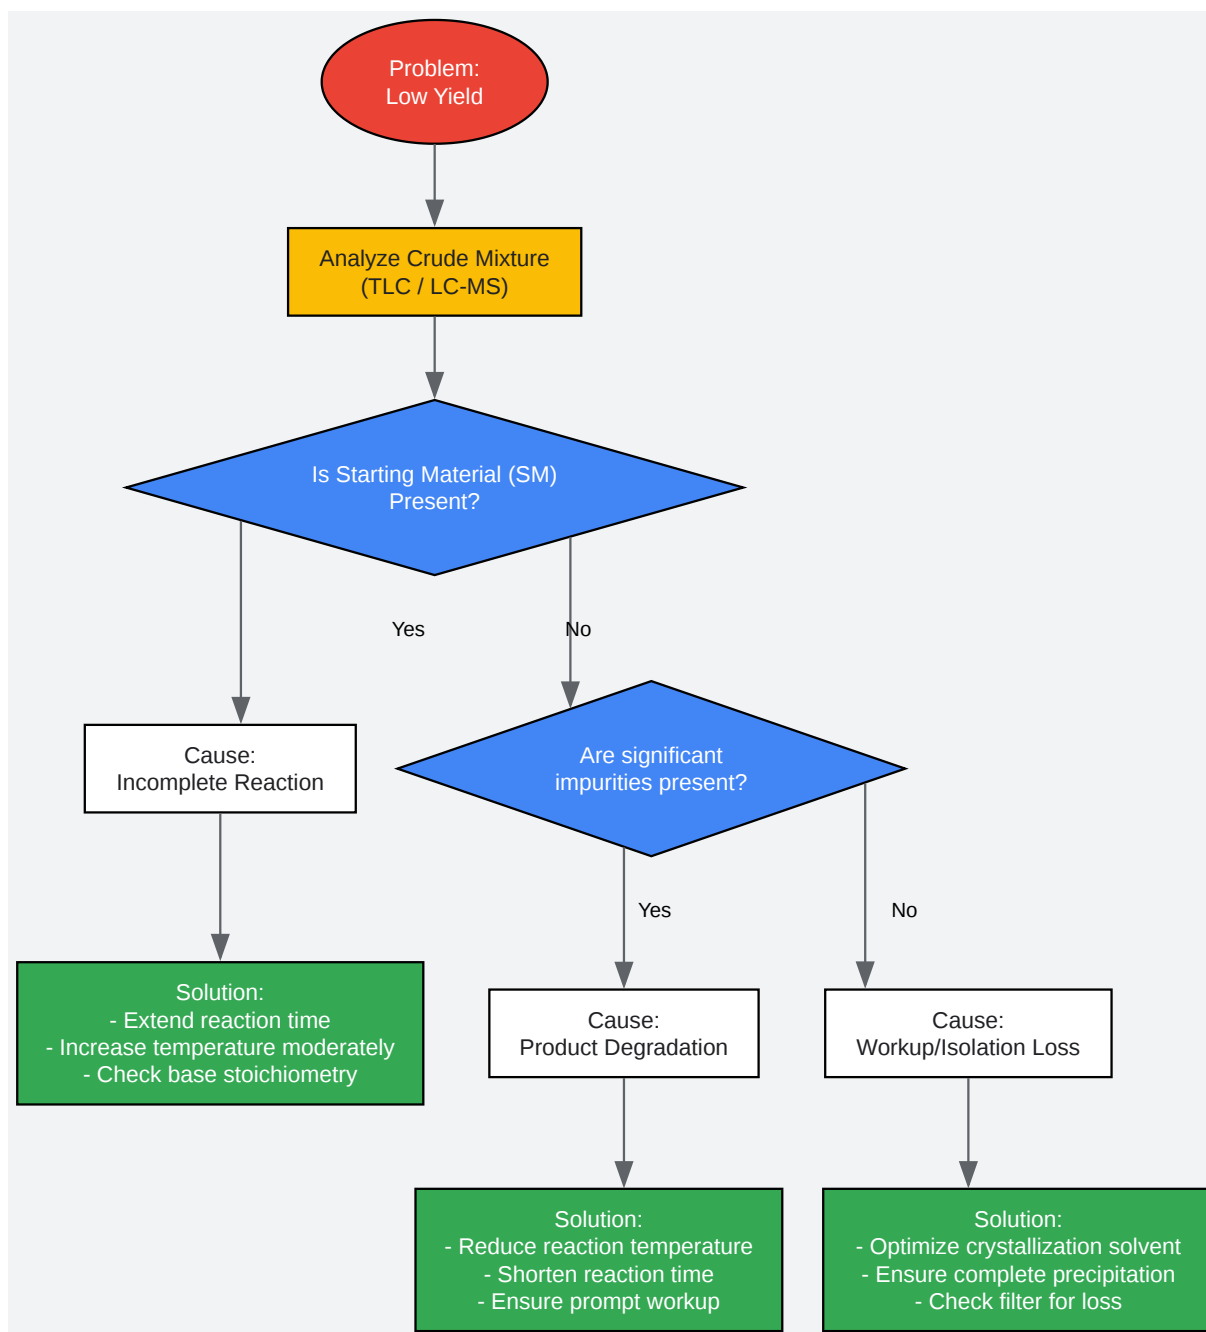 Problem:
Low Yield
Analyze Crude Mixture
(TLC / LC-MS)
Is Starting Material (SM)
Present?
Yes
No
Cause:
Incomplete Reaction
Are significant
impurities present?
Yes
No
Solution:
- Extend reaction time
- Increase temperature moderately
- Check base stoichiometry
Cause:
Product Degradation
Cause:
Workup/Isolation Loss
Solution:
- Reduce reaction temperature
- Shorten reaction time
- Ensure prompt workup
Solution:
- Optimize crystallization solvent
- Ensure complete precipitation
- Check filter for loss